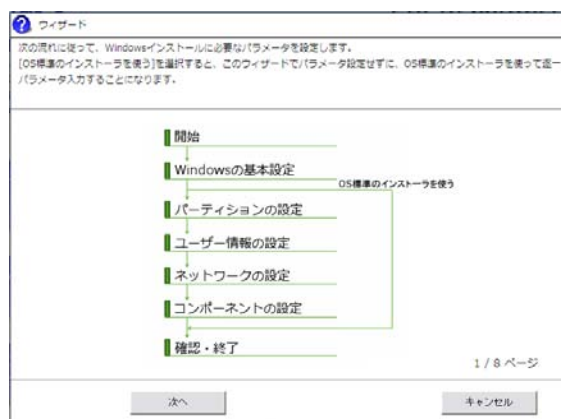 ウィザード
次の流れに従って、Windowsインストールに必要なパラメータを設定します。
[OS標準のインストーラを使う]を選択すると、このウィザードでパラメータ設定せずに、OS標準のインストーラを使って逐一
パラメータ入力することになります。
開始
Windowsの基本設定
OS標準のインストーラを使う
パーティションの設定
ユーザー情報の設定
ネットワークの設定
コンポーネントの設定
確認・終了
1 / 8 ページ
次へ
キャンセル